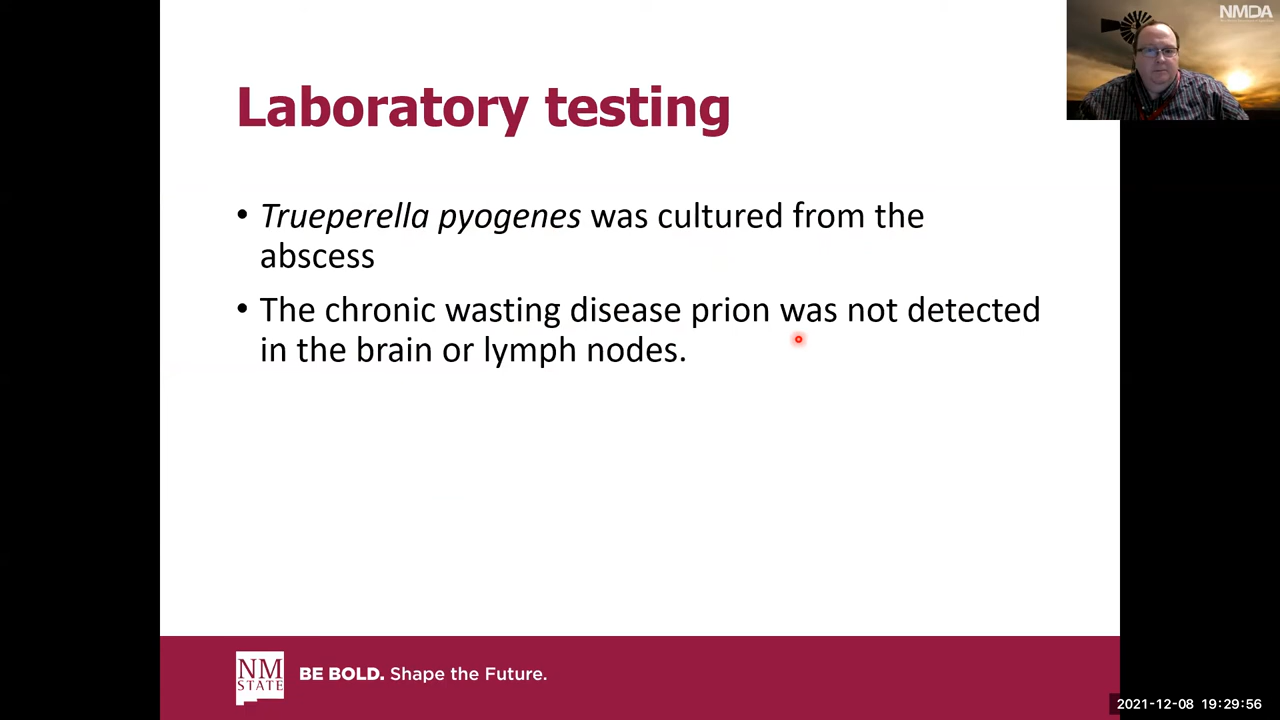 NMDA
Laboratory testing
• Trueperella pyogenes was cultured from the
abscess
• The chronic wasting disease prion was not detected
in the brain or lymph nodes.
NM
STATE
BE BOLD. Shape the Future.
2021-12-08 19:29:56